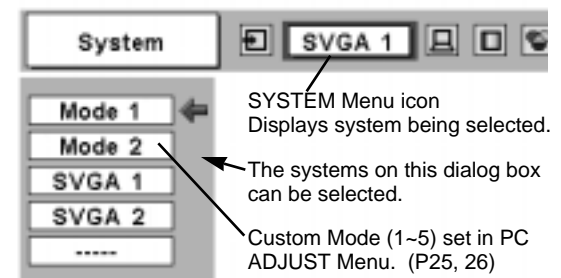 System
SVGA 1
Mode 1
Mode 2
SVGA 1
SVGA 2
-----
SYSTEM Menu icon
Displays system being selected.
The systems on this dialog box
can be selected.
Custom Mode (1~5) set in PC
ADJUST Menu. (P25, 26)